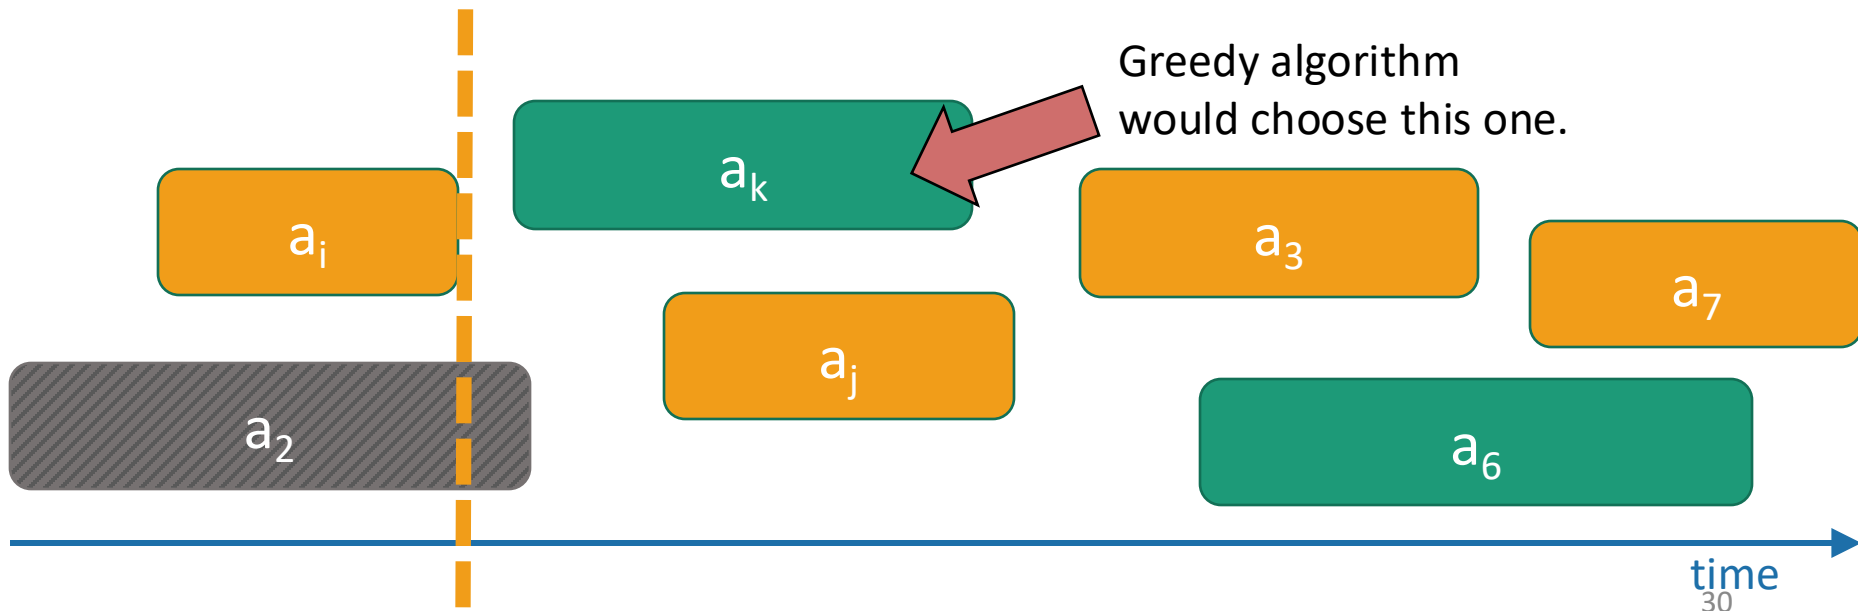 Greedy algorithm
would choose this one.
aₖ
aᵢ
a₃
a₇
aⱼ
a₂
a₆
time
30